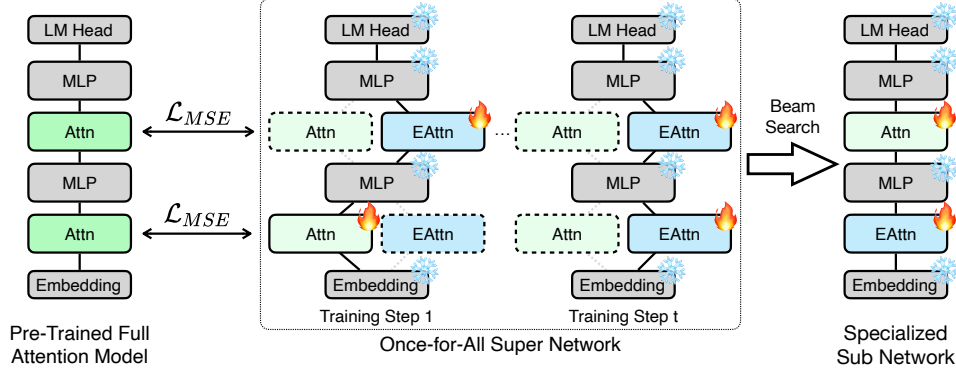 LM Head
MLP
Attn
MLP
Attn
Embedding
Pre-Trained Full
Attention Model
ℒ_MSE
ℒ_MSE
LM Head
MLP
Attn
EAttn
MLP
Attn
EAttn
Embedding
Training Step 1
...
LM Head
MLP
Attn
EAttn
MLP
Attn
EAttn
Embedding
Training Step t
Once-for-All Super Network
Beam
Search
LM Head
MLP
Attn
MLP
EAttn
Embedding
Specialized
Sub Network